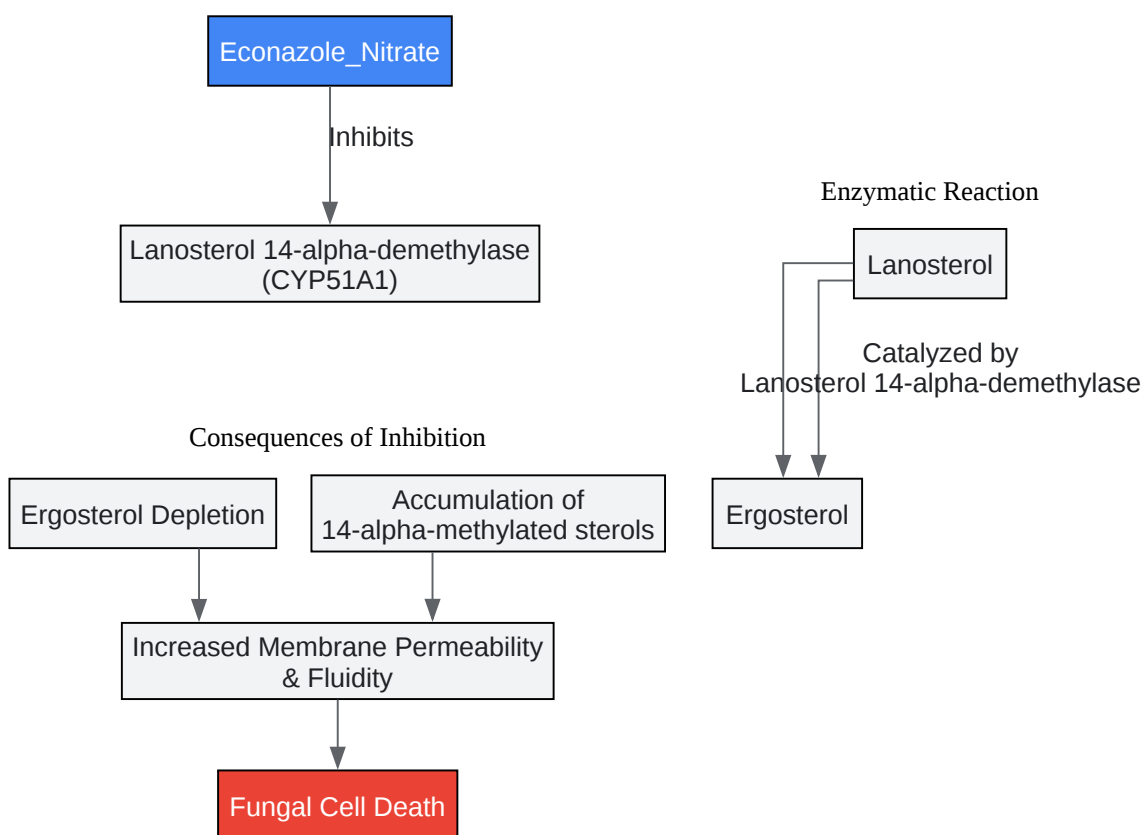 Econazole_Nitrate
Inhibits
Lanosterol 14-alpha-demethylase
(CYP51A1)
Enzymatic Reaction
Lanosterol
Catalyzed by
Lanosterol 14-alpha-demethylase
Ergosterol
Consequences of Inhibition
Ergosterol Depletion
Accumulation of
14-alpha-methylated sterols
Increased Membrane Permeability
& Fluidity
Fungal Cell Death